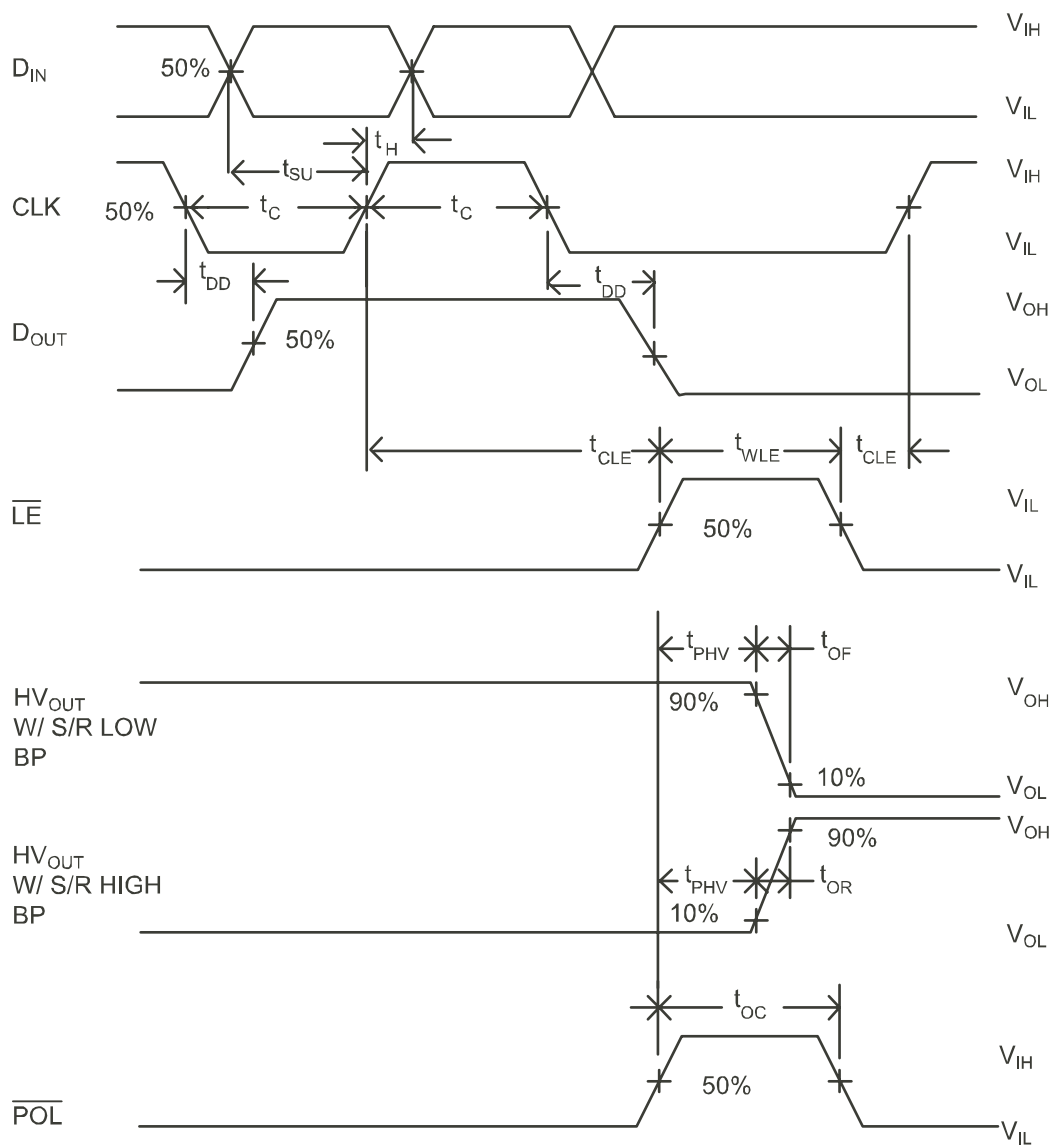 V_IH
D_IN 50%
V_IL
t_H
t_SU
V_IH
CLK 50% t_C t_C
V_IL
t_DD t_DD
V_OH
D_OUT 50%
V_OL
t_CLE t_WLE t_CLE
LE 50% V_IL
V_IL
t_PHV t_OF
HV_OUT 90% V_OH
W/ S/R LOW
BP 10% V_OL
V_OH
HV_OUT 90%
W/ S/R HIGH t_PHV t_OR
BP 10%
V_OL
t_OC
V_IH
50%
POL
V_IL